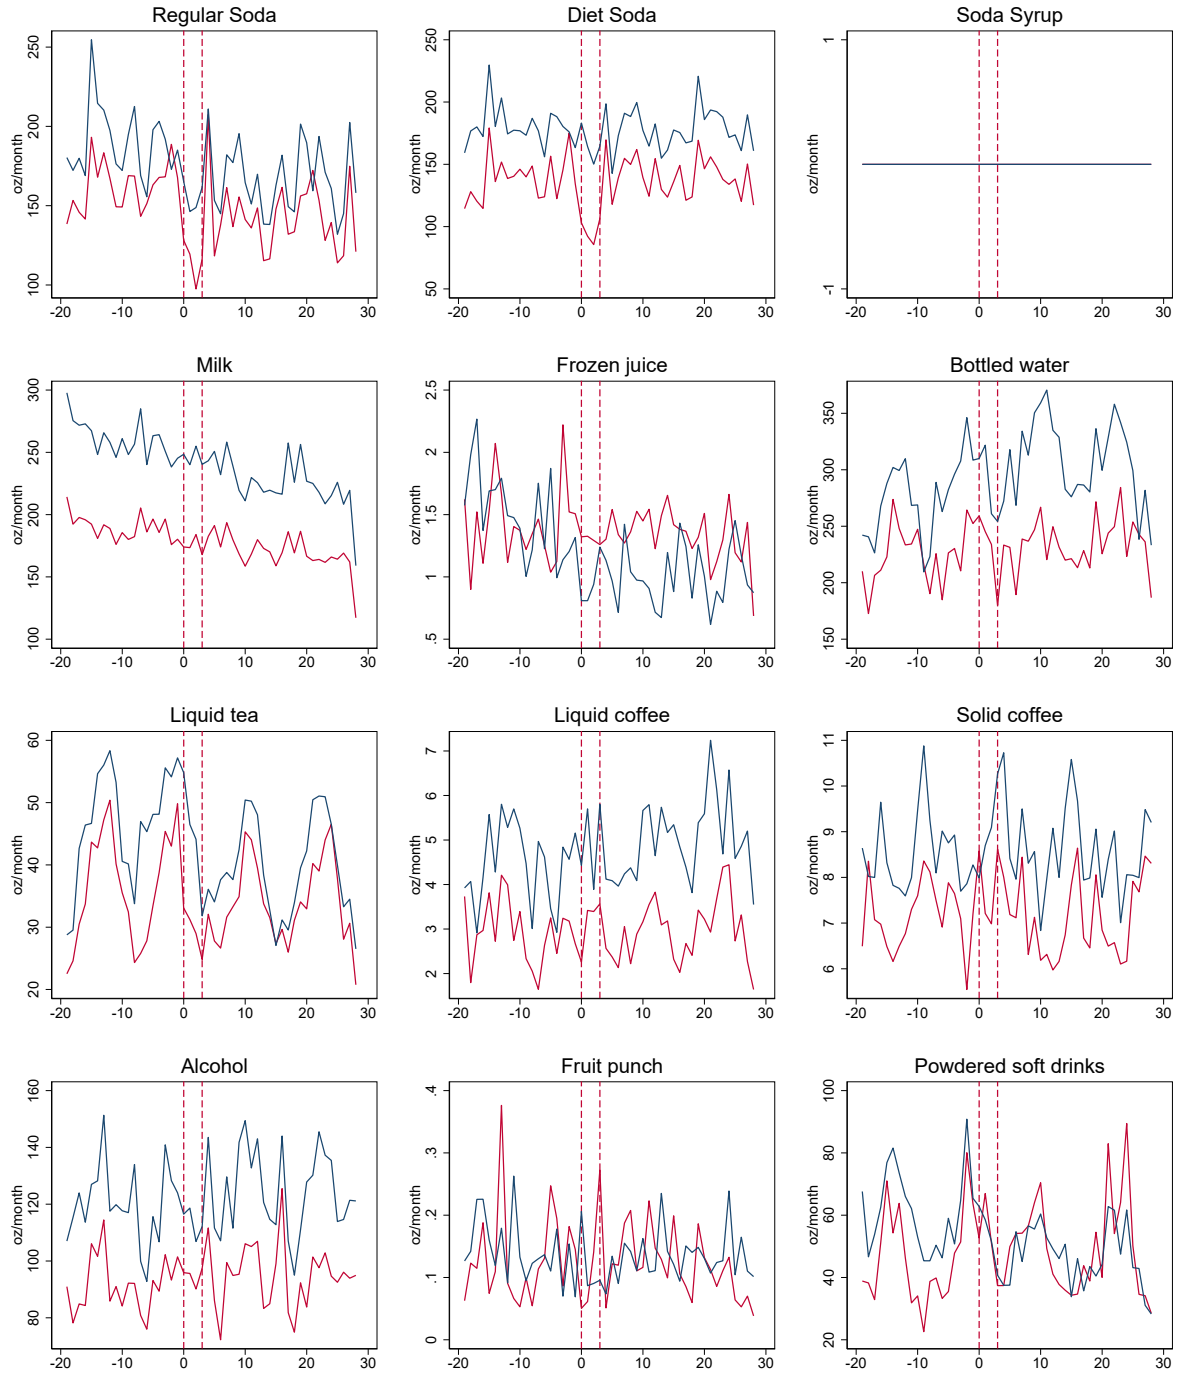 Regular Soda
oz/month
250
200
150
100
-20 -10 0 10 20 30
Diet Soda
oz/month
250
200
150
100
50
-20 -10 0 10 20 30
Soda Syrup
oz/month
1
-1
-20 -10 0 10 20 30
Milk
oz/month
300
250
200
150
100
-20 -10 0 10 20 30
Frozen juice
oz/month
2.5
2
1.5
1
.5
-20 -10 0 10 20 30
Bottled water
oz/month
350
300
250
200
150
-20 -10 0 10 20 30
Liquid tea
oz/month
60
50
40
30
20
-20 -10 0 10 20 30
Liquid coffee
oz/month
7
6
5
4
3
2
-20 -10 0 10 20 30
Solid coffee
oz/month
11
10
9
8
7
6
-20 -10 0 10 20 30
Alcohol
oz/month
160
140
120
100
80
-20 -10 0 10 20 30
Fruit punch
oz/month
.4
.3
.2
.1
0
-20 -10 0 10 20 30
Powdered soft drinks
oz/month
100
80
60
40
20
-20 -10 0 10 20 30